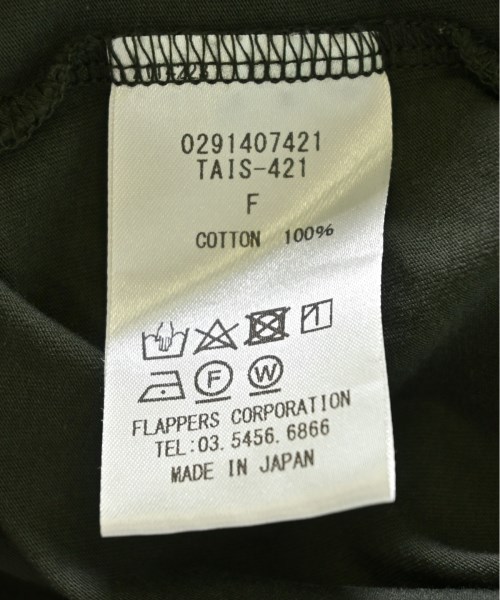 0291407421
TAIS-421
F
COTTON 100%
F W
FLAPPERS CORPORATION
TEL:03.5456.6866
MADE IN JAPAN